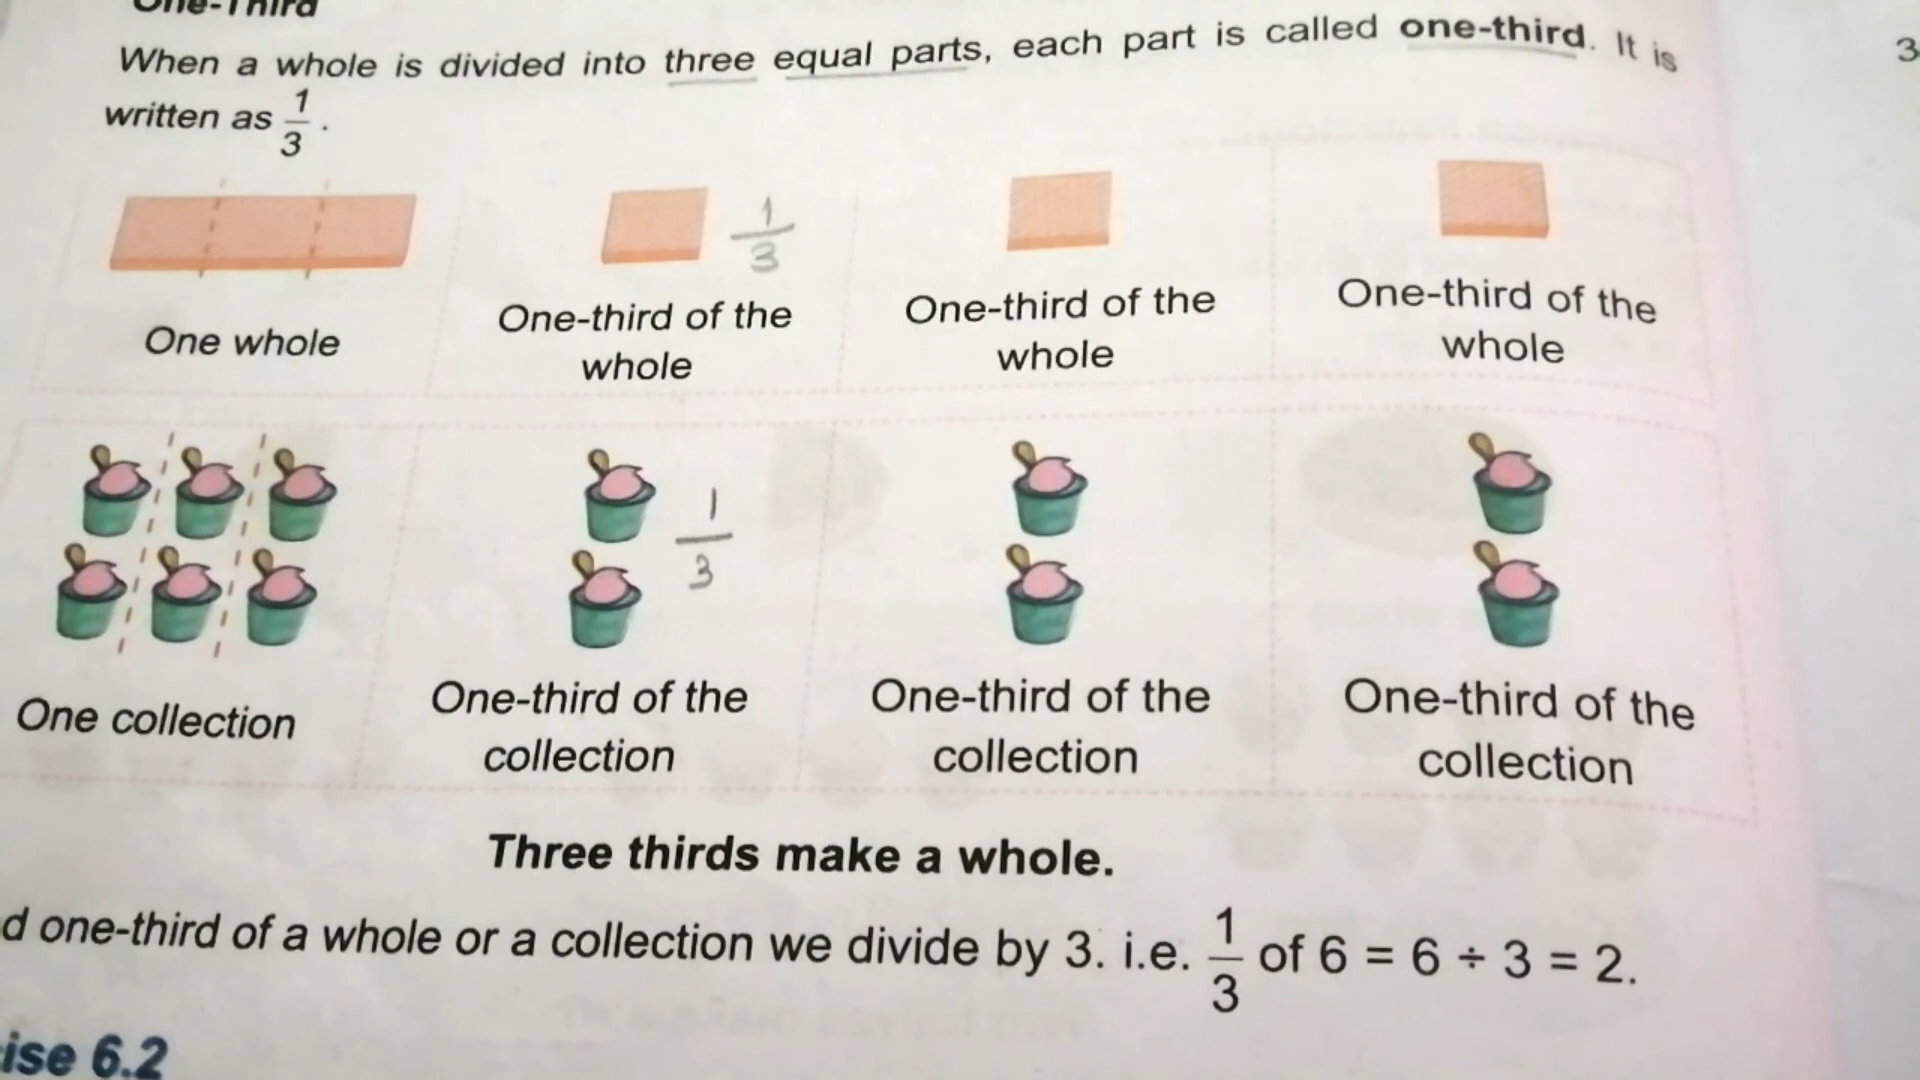 One-Third
When a whole is divided into three equal parts, each part is called one-third. It is
written as 1/3.
1/3
One whole
One-third of the
whole
One-third of the
whole
One-third of the
whole
1/3
One collection
One-third of the
collection
One-third of the
collection
One-third of the
collection
Three thirds make a whole.
d one-third of a whole or a collection we divide by 3. i.e. 1/3 of 6 = 6 ÷ 3 = 2.
ise 6.2
3